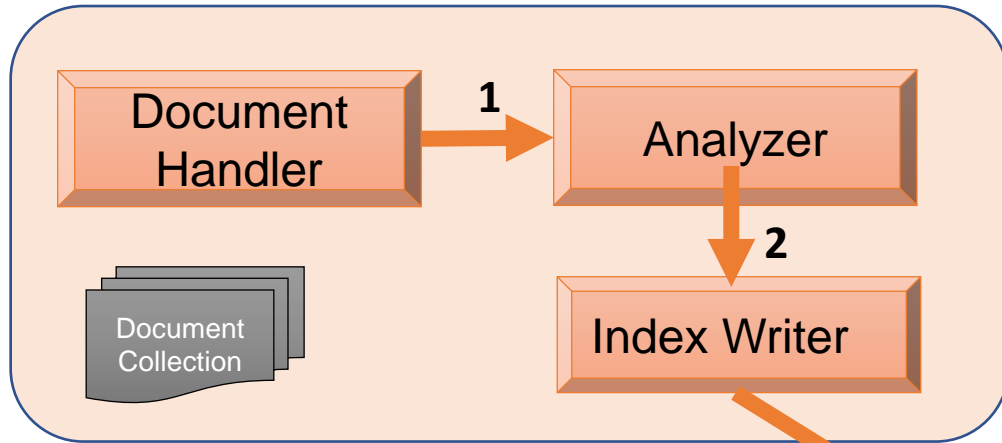 Document
Handler
1
Analyzer
2
Document
Collection
Index Writer